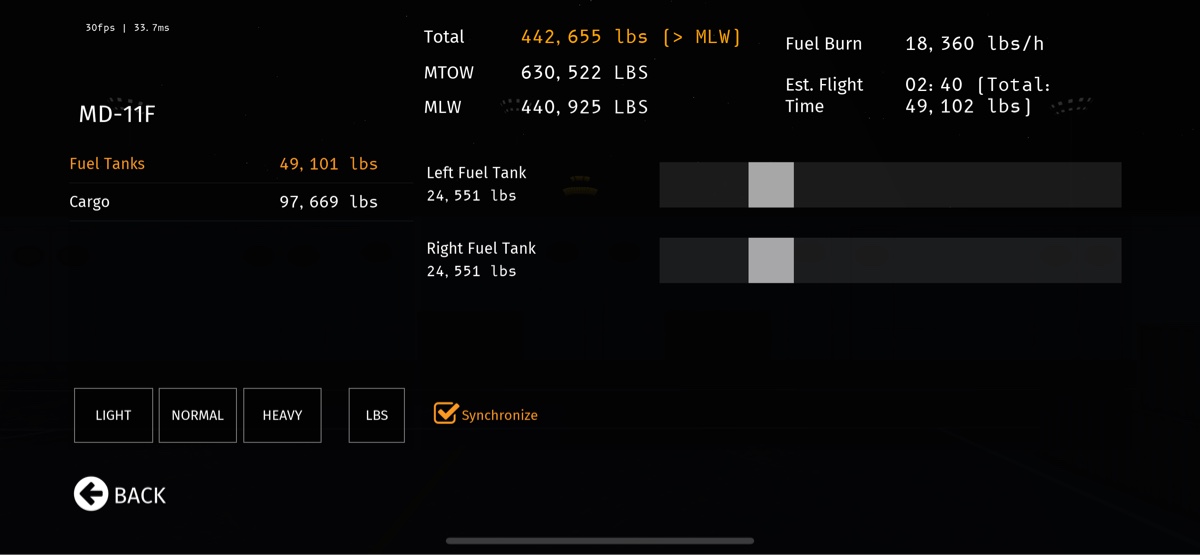 30fps | 33.7ms
Total 442,655 lbs [> MLW]
MTOW 630,522 LBS
MLW 440,925 LBS
Fuel Burn 18,360 lbs/h
Est. Flight Time 02:40 [Total: 49,102 lbs]
MD-11F
Fuel Tanks 49,101 lbs
Cargo 97,669 lbs
Left Fuel Tank
24,551 lbs
Right Fuel Tank
24,551 lbs
LIGHT
NORMAL
HEAVY
LBS
Synchronize
BACK